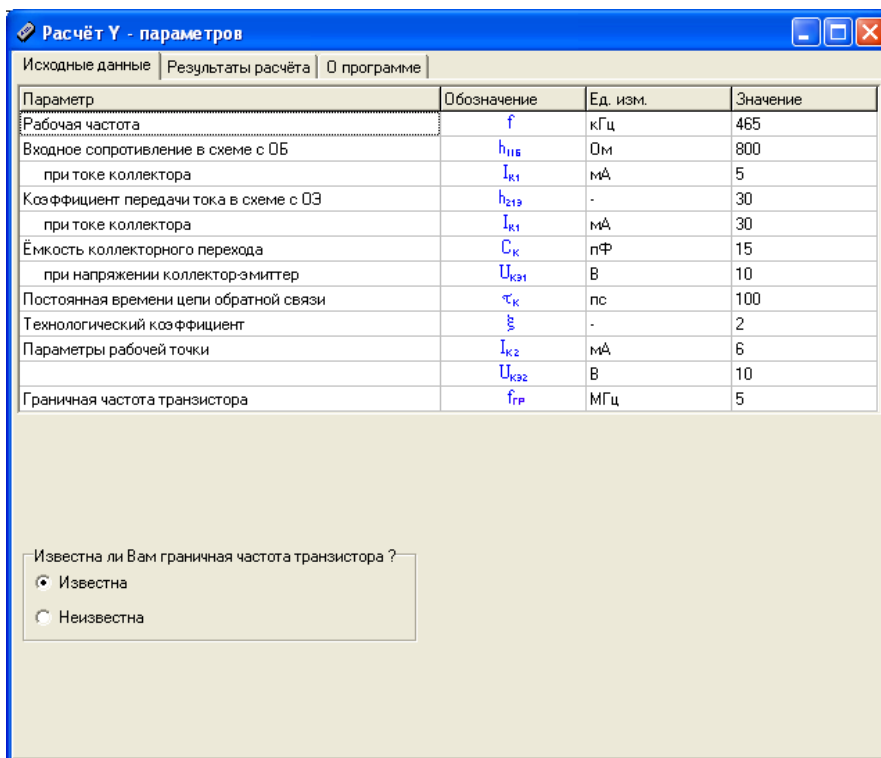 Расчёт Y - параметров
Исходные данные Результаты расчёта О программе
Параметр Обозначение Ед. изм. Значение
Рабочая частота f кГц 465
Входное сопротивление в схеме с ОБ h11Б Ом 800
при токе коллектора IК1 мА 5
Коэффициент передачи тока в схеме с ОЭ h21Э - 30
при токе коллектора IК1 мА 30
Ёмкость коллекторного перехода CК пФ 15
при напряжении коллектор-эмиттер UКЭ1 В 10
Постоянная времени цепи обратной связи τК пс 100
Технологический коэффициент ξ - 2
Параметры рабочей точки IК2 мА 6
UКЭ2 В 10
Граничная частота транзистора fГР МГц 5
Известна ли Вам граничная частота транзистора ?
Известна
Неизвестна